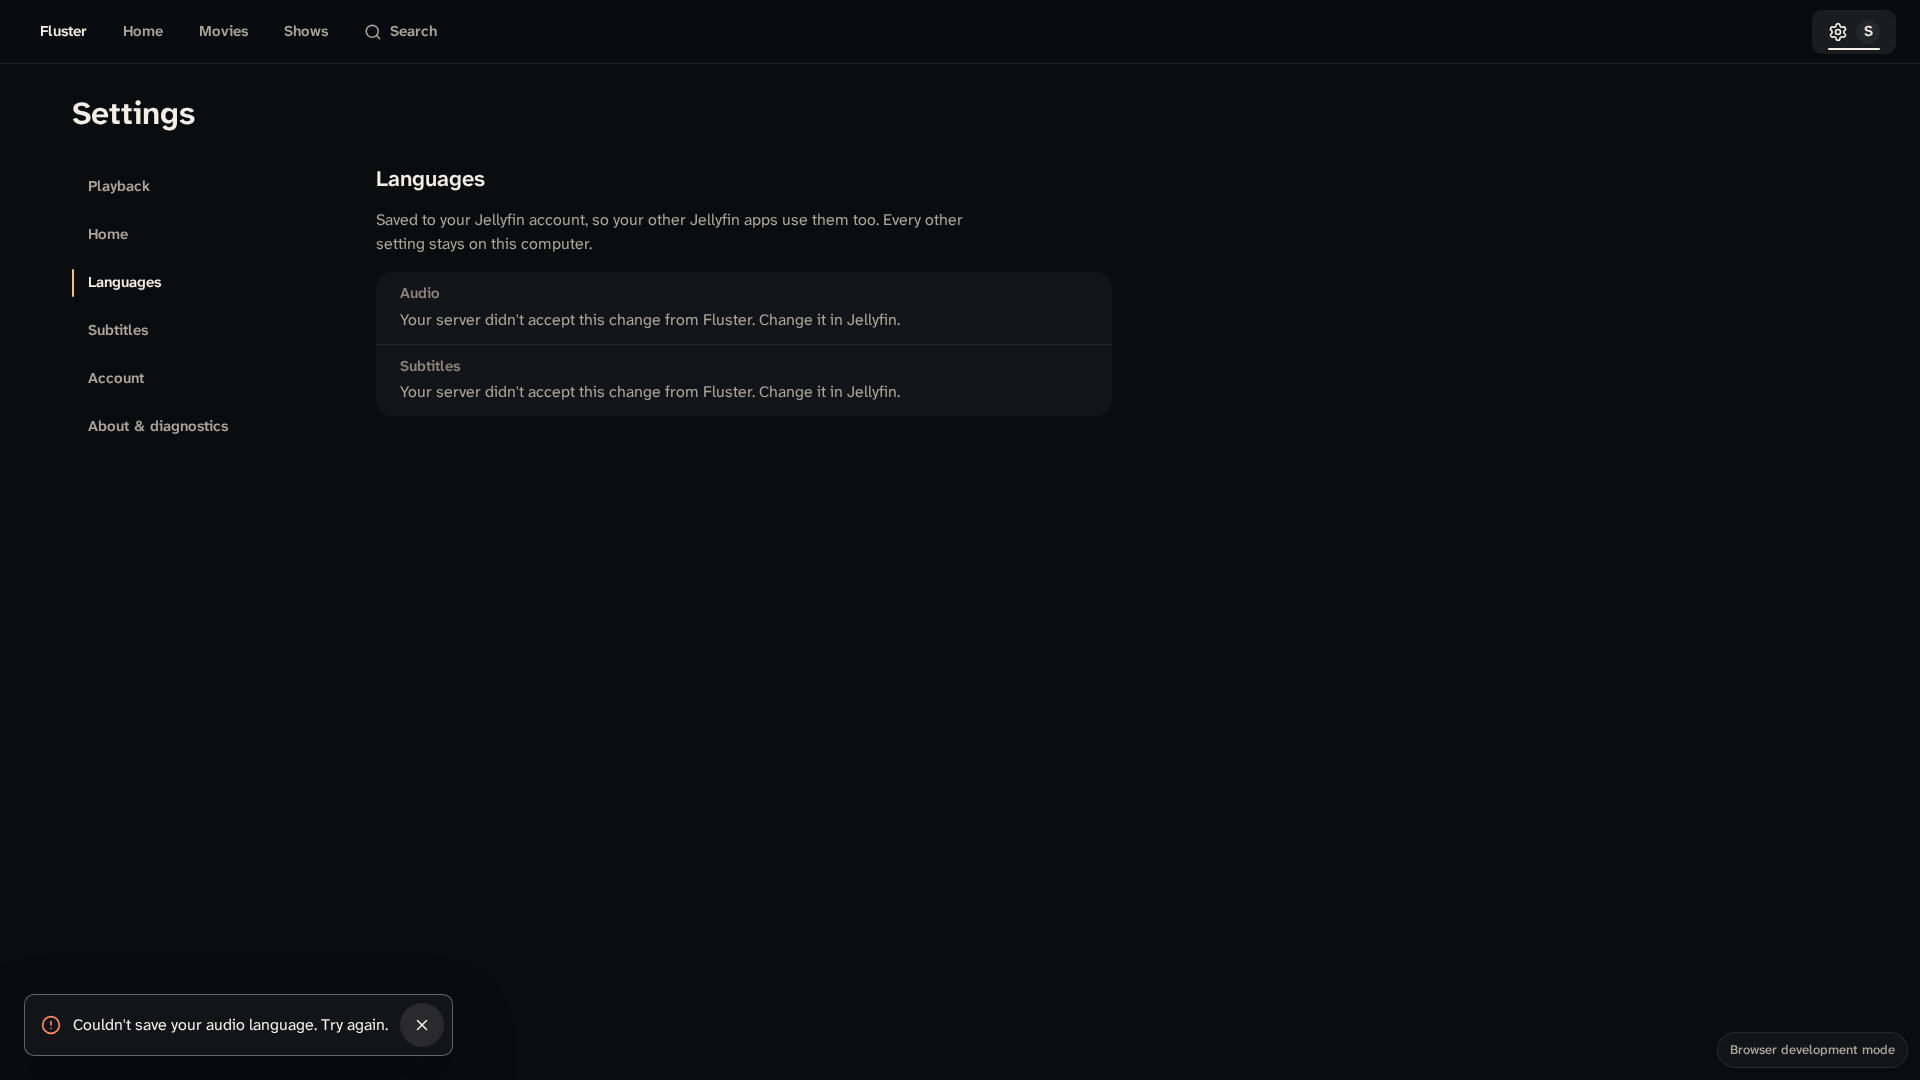 Fluster
Home
Movies
Shows
Search
S
Settings
Playback
Home
Languages
Subtitles
Account
About & diagnostics
Languages
Saved to your Jellyfin account, so your other Jellyfin apps use them too. Every other
setting stays on this computer.
Audio
Your server didn't accept this change from Fluster. Change it in Jellyfin.
Subtitles
Your server didn't accept this change from Fluster. Change it in Jellyfin.
Couldn't save your audio language. Try again.
Browser development mode